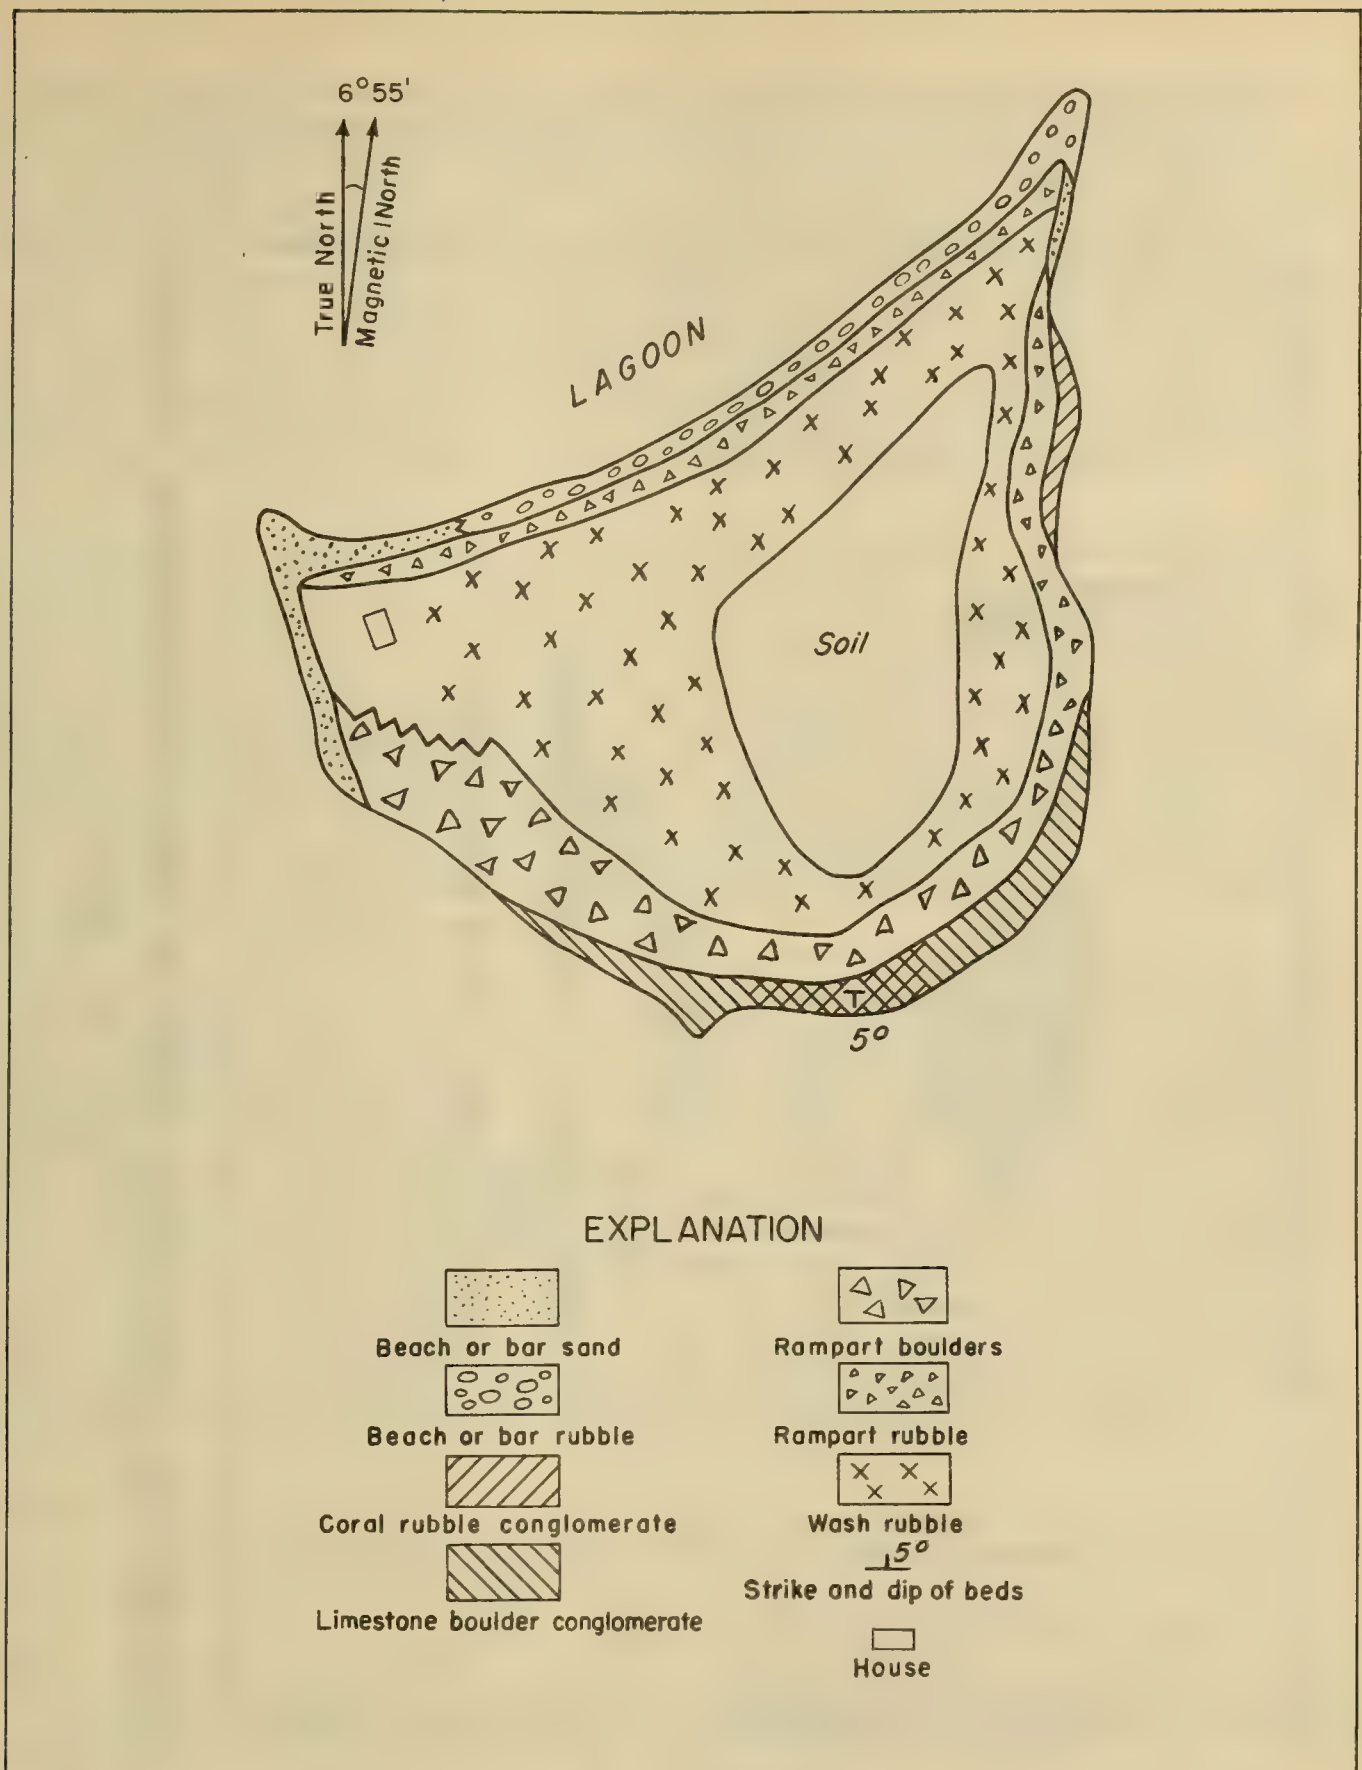 6°55'
True North
Magnetic North
LAGOON
Soil
5°
EXPLANATION
Beach or bar sand
Rampart boulders
Beach or bar rubble
Rampart rubble
Coral rubble conglomerate
Wash rubble
5°
Strike and dip of beds
Limestone boulder conglomerate
House